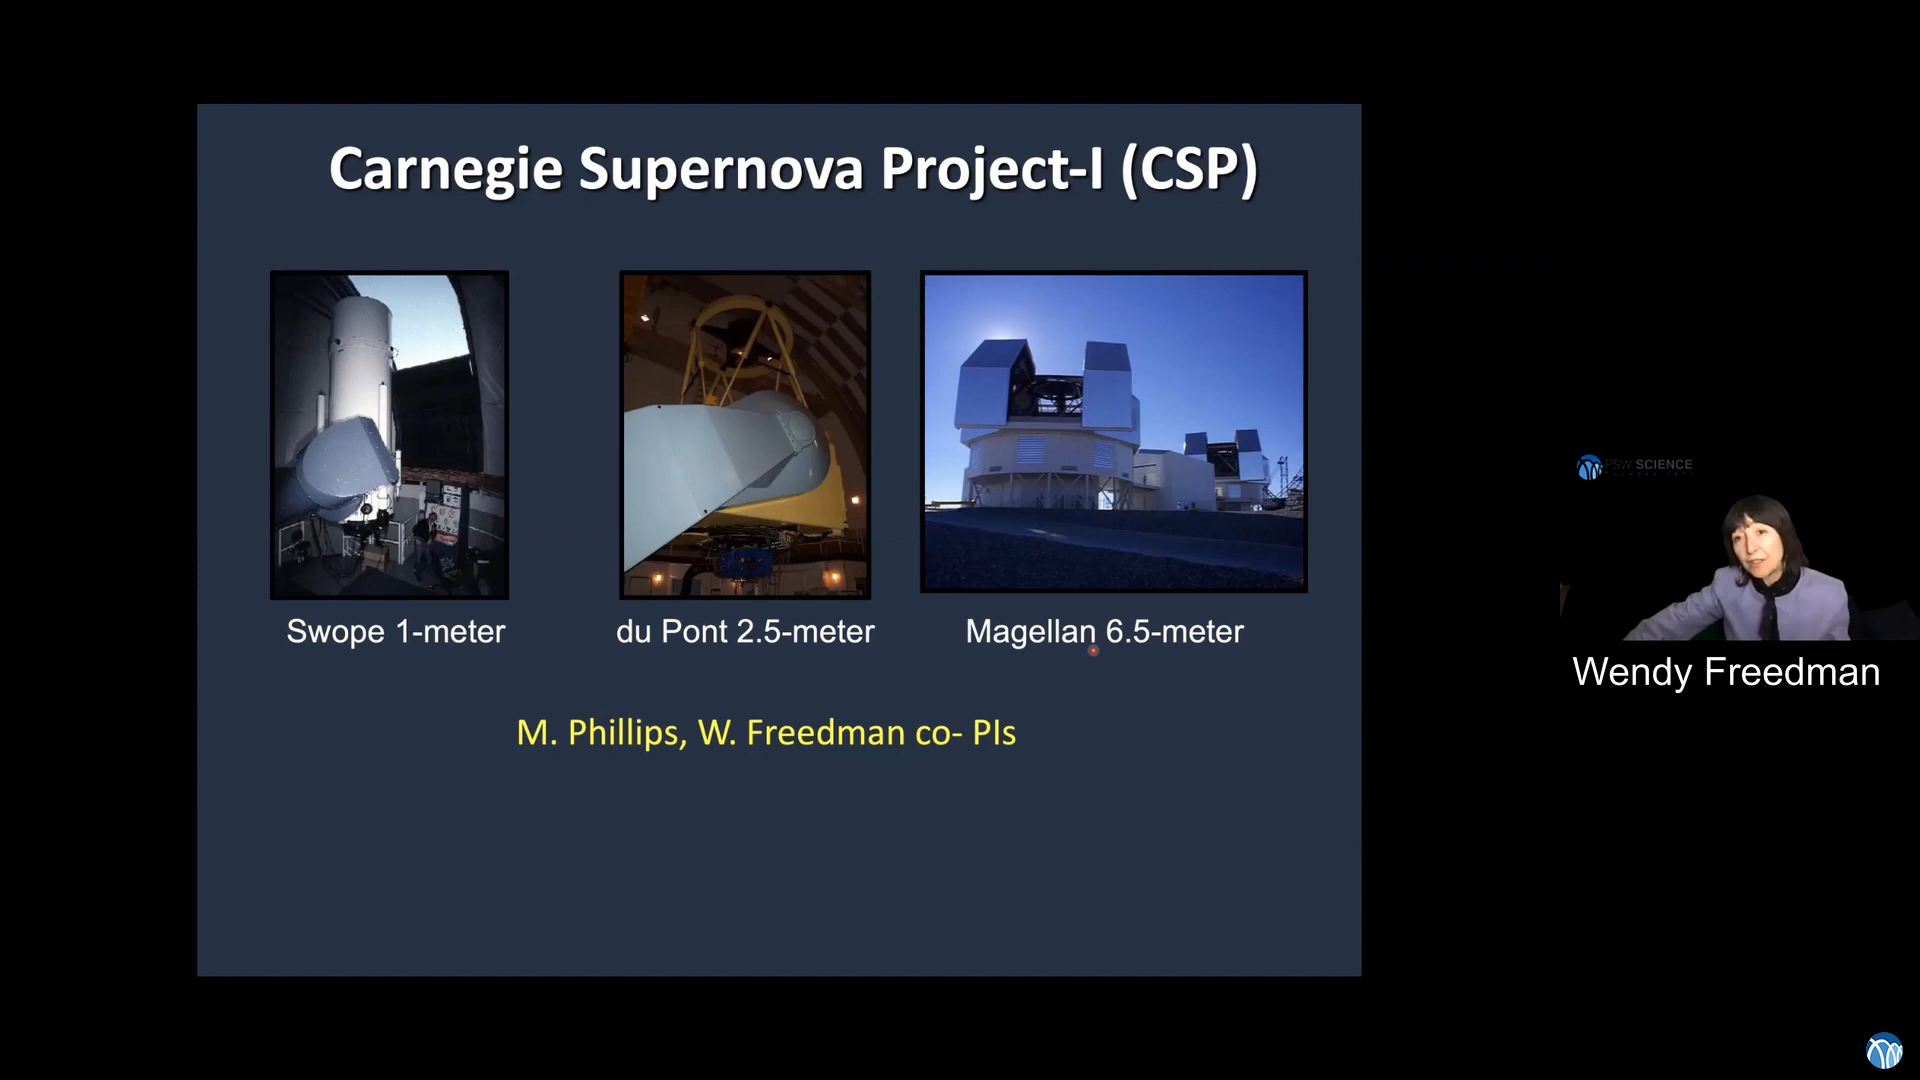 Carnegie Supernova Project-I (CSP)
Swope 1-meter
du Pont 2.5-meter
Magellan 6.5-meter
M. Phillips, W. Freedman co- PIs
PSW SCIENCE
Wendy Freedman